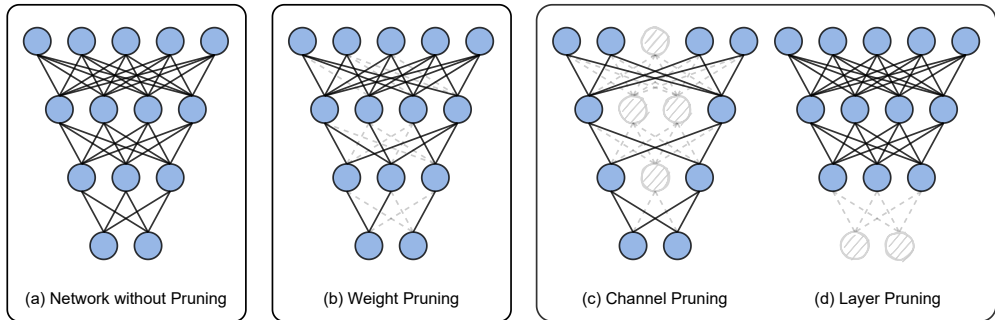 (a) Network without Pruning
(b) Weight Pruning
(c) Channel Pruning
(d) Layer Pruning